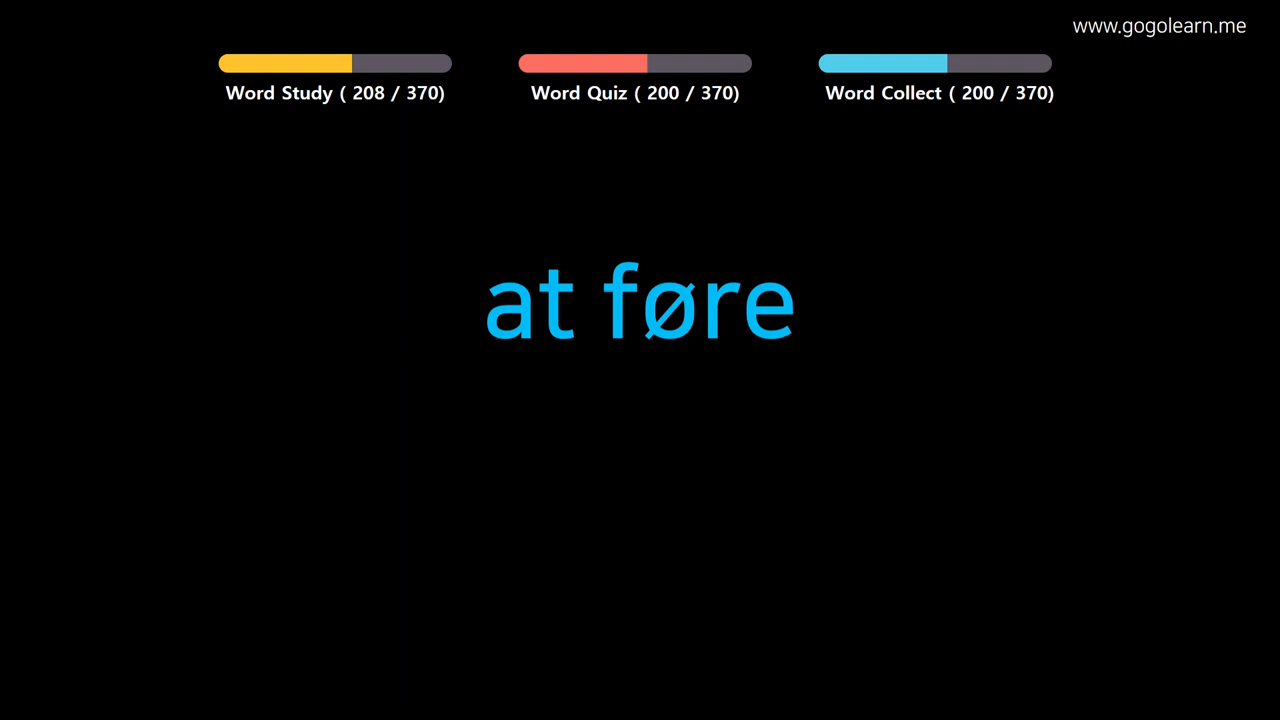 www.gogolearn.me
Word Study ( 208 / 370)
Word Quiz ( 200 / 370)
Word Collect ( 200 / 370)
at føre